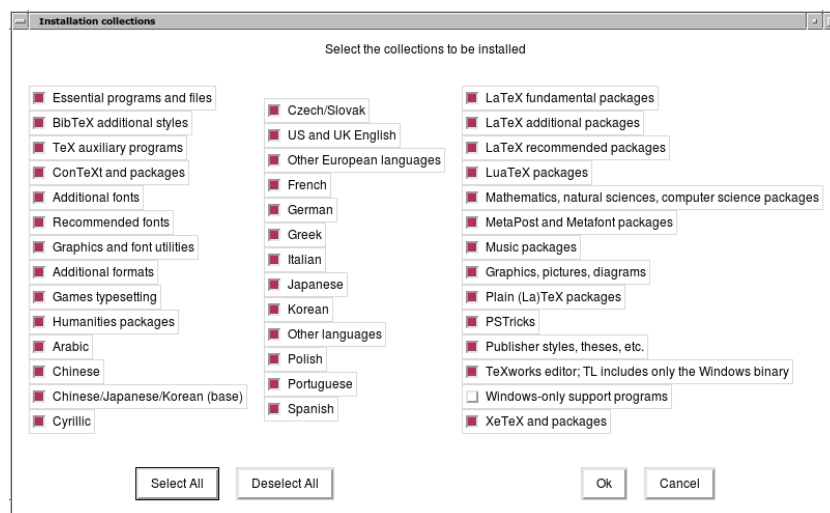 Installation collections
Select the collections to be installed
Essential programs and files
BibTeX additional styles
TeX auxiliary programs
ConTeXt and packages
Additional fonts
Recommended fonts
Graphics and font utilities
Additional formats
Games typesetting
Humanities packages
Arabic
Chinese
Chinese/Japanese/Korean (base)
Cyrillic
Czech/Slovak
US and UK English
Other European languages
French
German
Greek
Italian
Japanese
Korean
Other languages
Polish
Portuguese
Spanish
LaTeX fundamental packages
LaTeX additional packages
LaTeX recommended packages
LuaTeX packages
Mathematics, natural sciences, computer science packages
MetaPost and Metafont packages
Music packages
Graphics, pictures, diagrams
Plain (La)TeX packages
PSTricks
Publisher styles, theses, etc.
TeXworks editor; TL includes only the Windows binary
Windows-only support programs
XeTeX and packages
Select All
Deselect All
Ok
Cancel